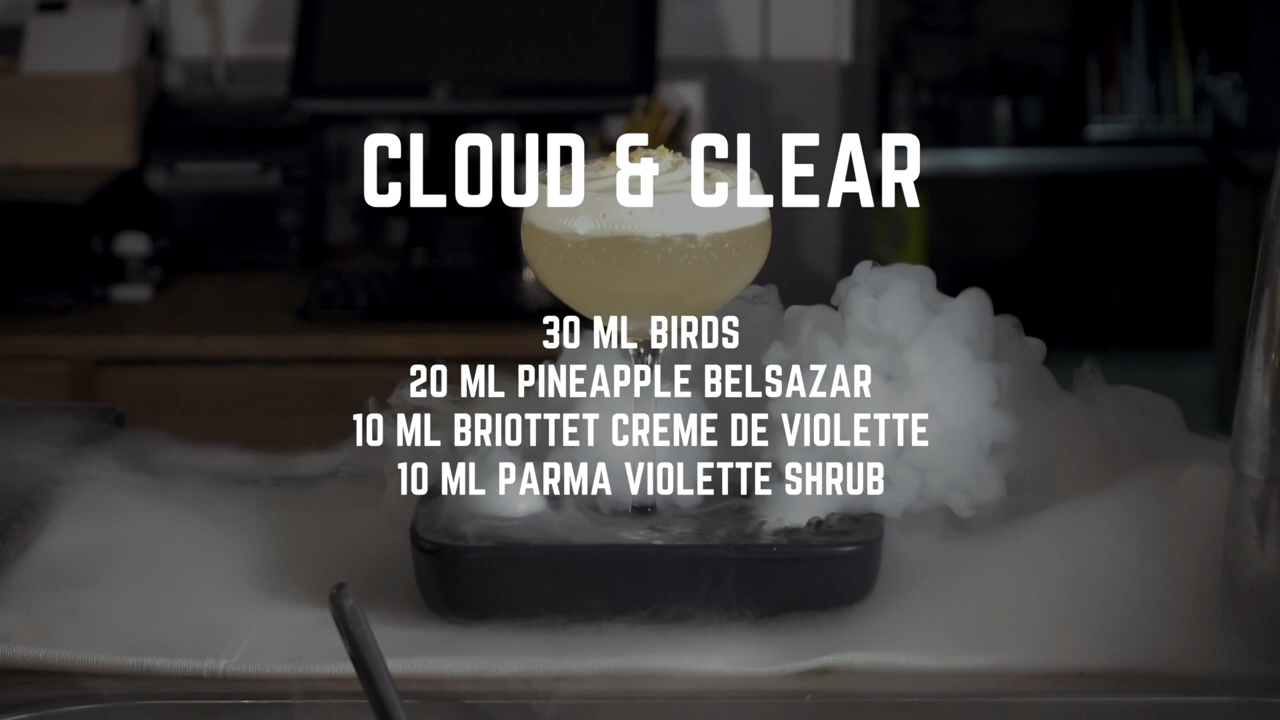 CLOUD & CLEAR
30 ML BIRDS
20 ML PINEAPPLE BELSAZAR
10 ML BRIOTTET CREME DE VIOLETTE
10 ML PARMA VIOLETTE SHRUB